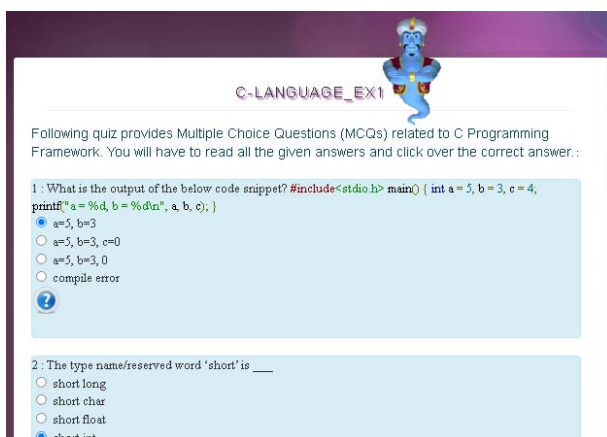 C-LANGUAGE_EX1
Following quiz provides Multiple Choice Questions (MCQs) related to C Programming
Framework. You will have to read all the given answers and click over the correct answer.:
1 : What is the output of the below code snippet? #include<stdio.h> main() { int a = 5, b = 3, c = 4;
printf("a = %d, b = %d\n", a, b, c); }
a=5, b=3
a=5, b=3, c=0
a=5, b=3, 0
compile error
?
2 : The type name/reserved word ‘short’ is ___
short long
short char
short float
short int